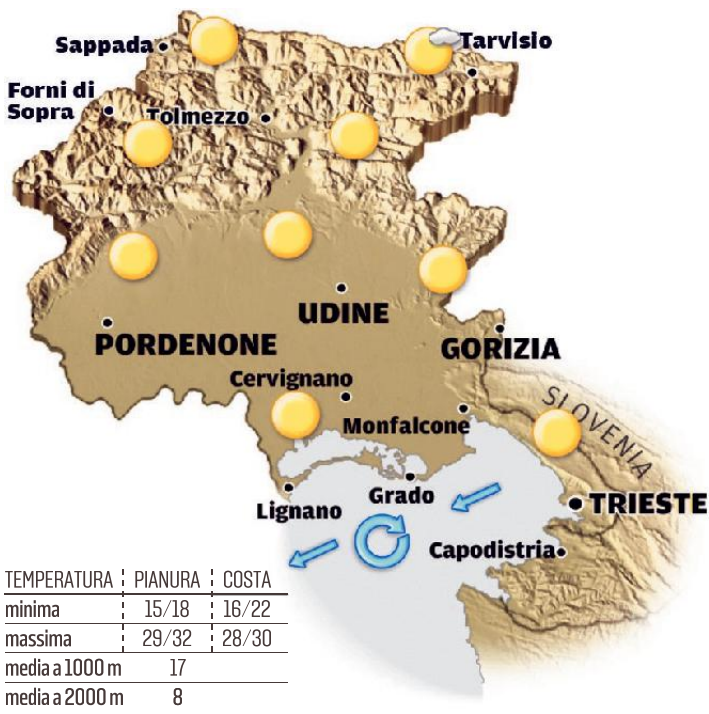 Sappada
Tarvisio
Forni di
Sopra
Tolmezzo
UDINE
PORDENONE
GORIZIA
Cervignano
Monfalcone
SLOVENIA
Lignano
Grado
TRIESTE
Capodistria
TEMPERATURA PIANURA COSTA
minima 15/18 16/22
massima 29/32 28/30
media a 1000 m 17
media a 2000 m 8